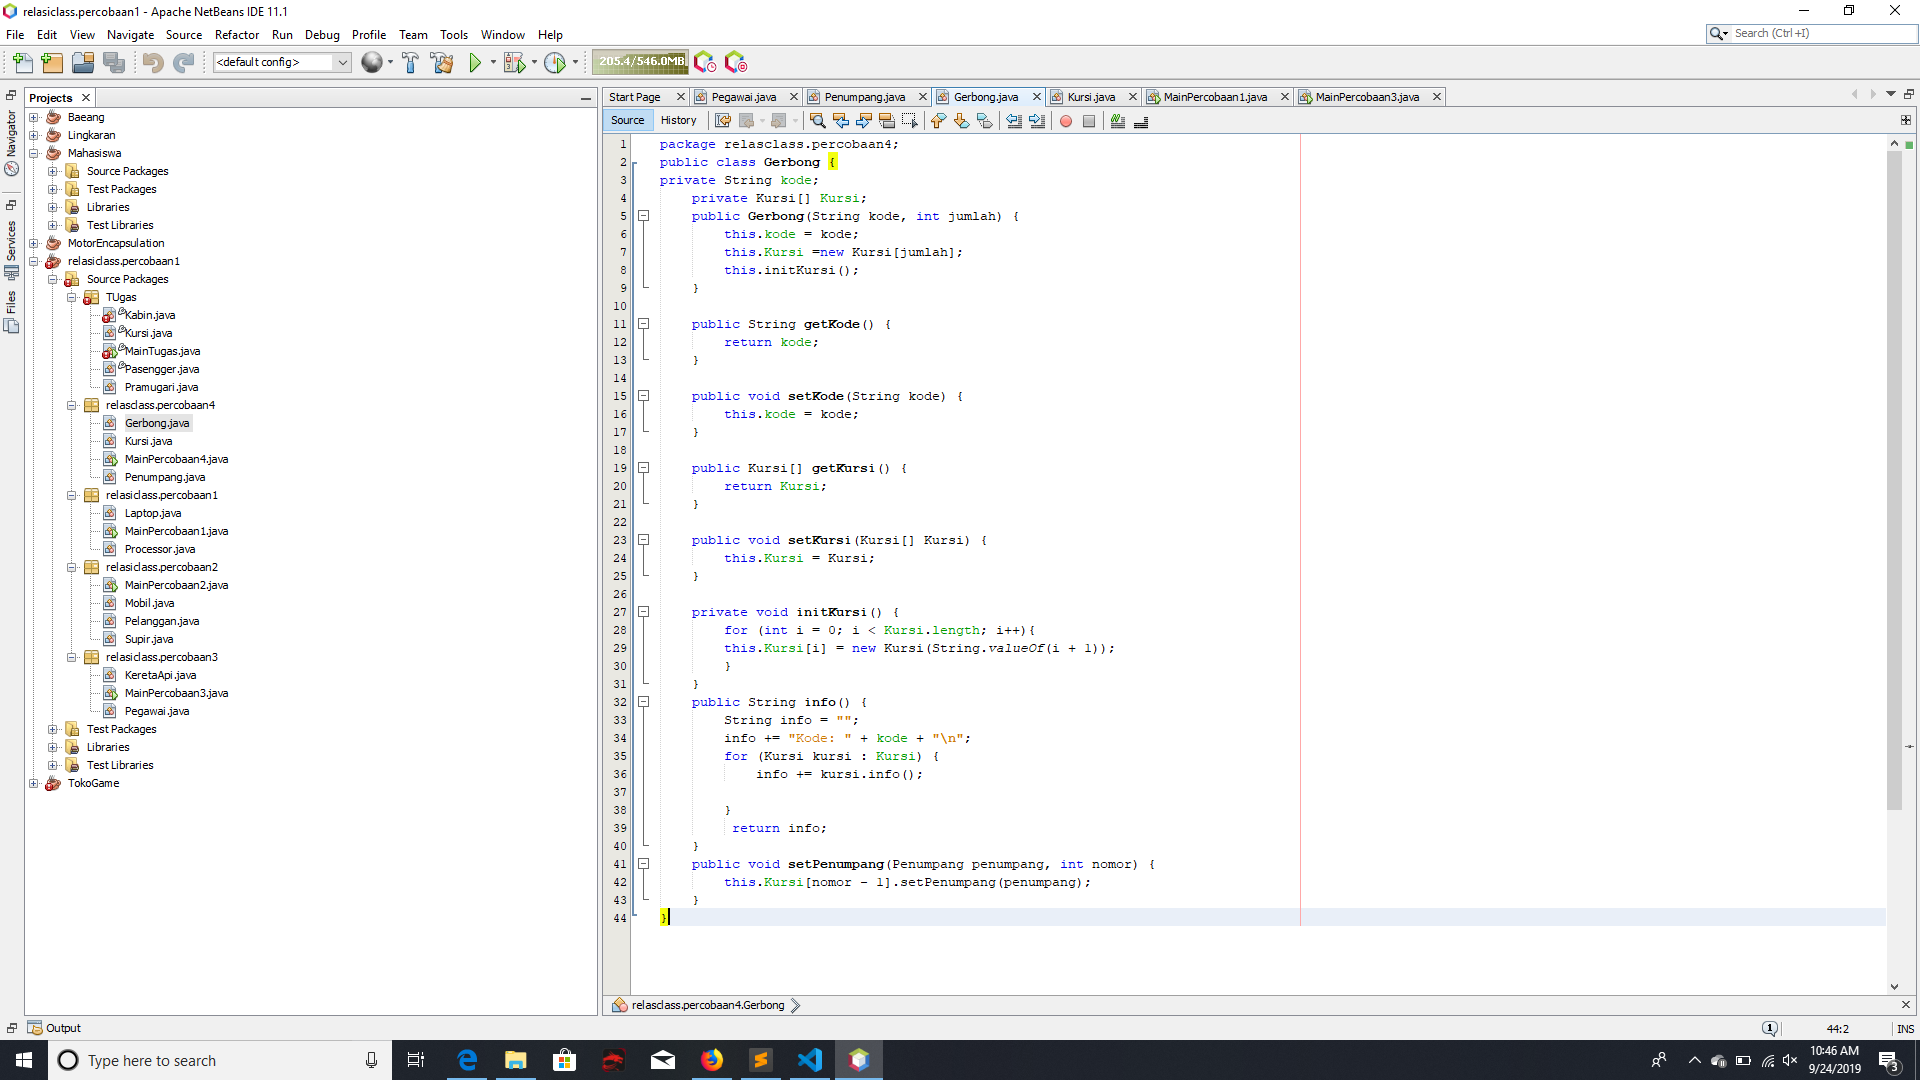 relasiclass.percobaan1 - Apache NetBeans IDE 11.1
File Edit View Navigate Source Refactor Run Debug Profile Team Tools Window Help
Search (Ctrl+I)
<default config>
205.4/546.0MB
Navigator
Services
Files
Projects
Baeang
Lingkaran
Mahasiswa
Source Packages
Test Packages
Libraries
Test Libraries
MotorEncapsulation
relasiclass.percobaan1
Source Packages
TUgas
Kabin.java
Kursi.java
MainTugas.java
Pasengger.java
Pramugari.java
relasclass.percobaan4
Gerbong.java
Kursi.java
MainPercobaan4.java
Penumpang.java
relasiclass.percobaan1
Laptop.java
MainPercobaan1.java
Processor.java
relasiclass.percobaan2
MainPercobaan2.java
Mobil.java
Pelanggan.java
Supir.java
relasiclass.percobaan3
KeretaApi.java
MainPercobaan3.java
Pegawai.java
Test Packages
Libraries
Test Libraries
TokoGame
Start Page Pegawai.java Penumpang.java Gerbong.java Kursi.java MainPercobaan1.java MainPercobaan3.java
Source History
1 package relasclass.percobaan4;
2 public class Gerbong {
3 private String kode;
4 private Kursi[] Kursi;
5 public Gerbong(String kode, int jumlah) {
6 this.kode = kode;
7 this.Kursi =new Kursi[jumlah];
8 this.initKursi();
9 }
10
11 public String getKode() {
12 return kode;
13 }
14
15 public void setKode(String kode) {
16 this.kode = kode;
17 }
18
19 public Kursi[] getKursi() {
20 return Kursi;
21 }
22
23 public void setKursi(Kursi[] Kursi) {
24 this.Kursi = Kursi;
25 }
26
27 private void initKursi() {
28 for (int i = 0; i < Kursi.length; i++){
29 this.Kursi[i] = new Kursi(String.valueOf(i + 1));
30 }
31 }
32 public String info() {
33 String info = "";
34 info += "Kode: " + kode + "\n";
35 for (Kursi kursi : Kursi) {
36 info += kursi.info();
37
38 }
39 return info;
40 }
41 public void setPenumpang(Penumpang penumpang, int nomor) {
42 this.Kursi[nomor - 1].setPenumpang(penumpang);
43 }
44 }
relasclass.percobaan4.Gerbong
Output
1
44:2
INS
Type here to search
10:46 AM
9/24/2019
3